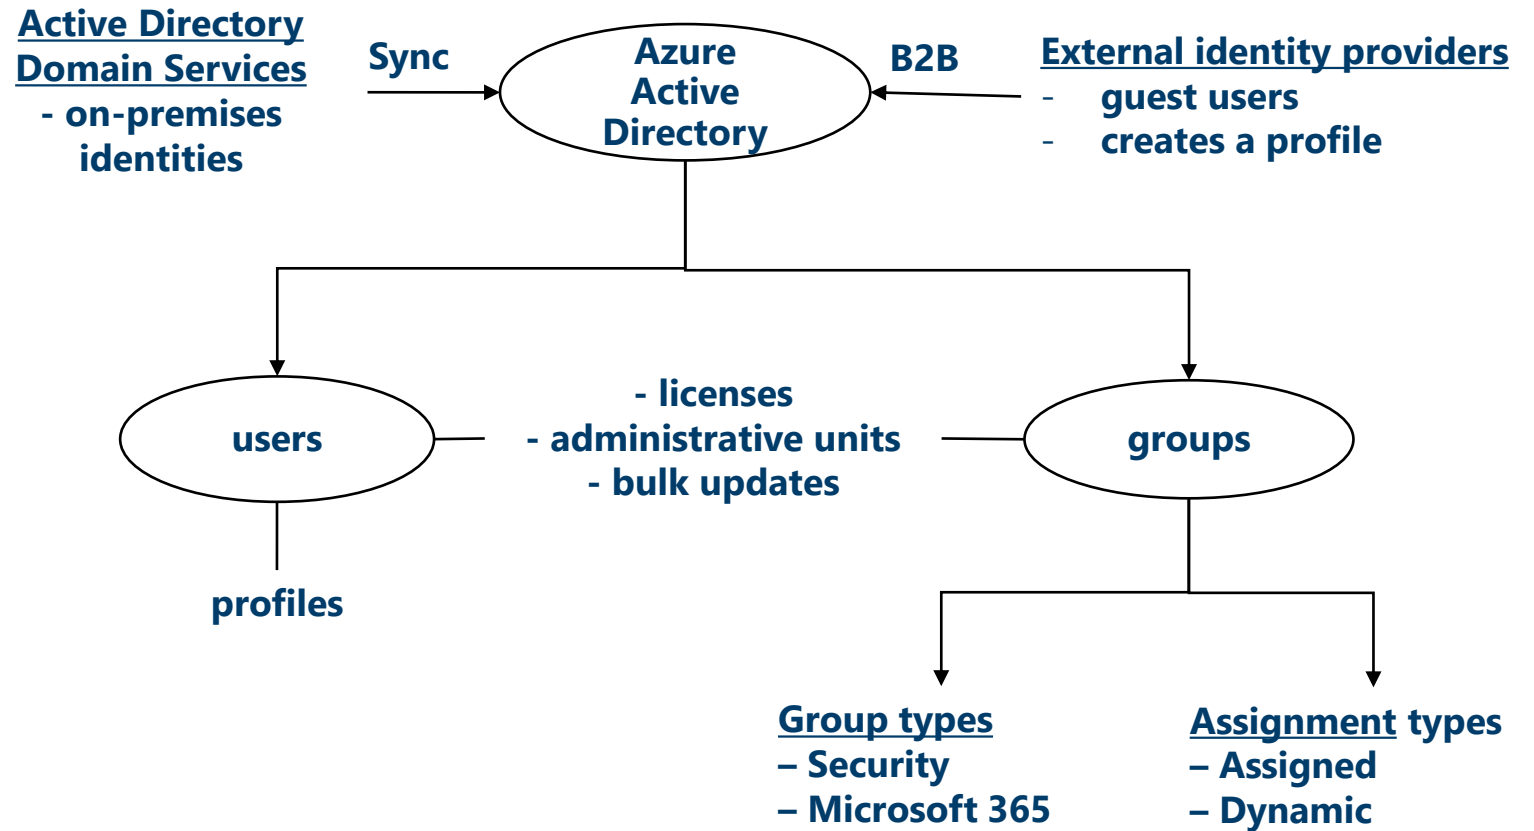 Active Directory
Domain Services
- on-premises
identities
Sync
Azure
Active
Directory
B2B
External identity providers
- guest users
- creates a profile
users
- licenses
- administrative units
- bulk updates
groups
profiles
Group types
– Security
– Microsoft 365
Assignment types
– Assigned
– Dynamic